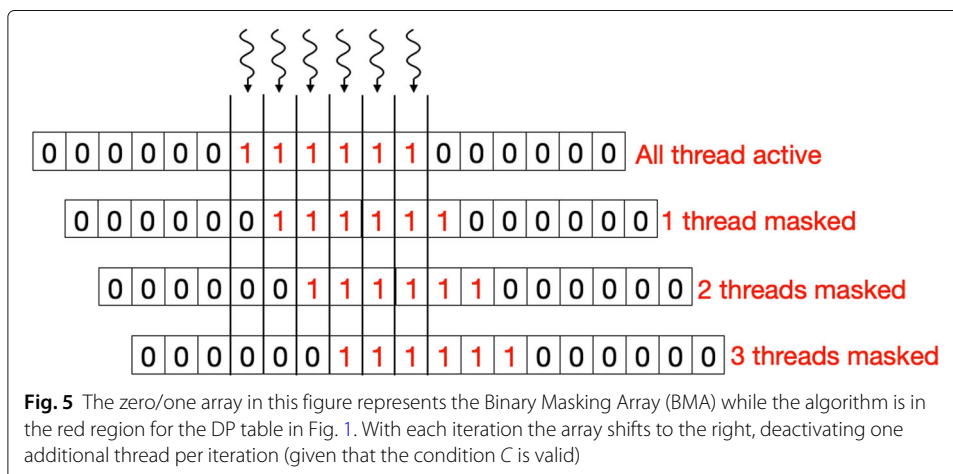 0 0 0 0 0 0 1 1 1 1 1 1 0 0 0 0 0 0 All thread active
0 0 0 0 0 0 1 1 1 1 1 1 0 0 0 0 0 0 1 thread masked
0 0 0 0 0 0 1 1 1 1 1 1 0 0 0 0 0 0 2 threads masked
0 0 0 0 0 0 1 1 1 1 1 1 0 0 0 0 0 0 3 threads masked
Fig. 5 The zero/one array in this figure represents the Binary Masking Array (BMA) while the algorithm is in
the red region for the DP table in Fig. 1. With each iteration the array shifts to the right, deactivating one
additional thread per iteration (given that the condition C is valid)